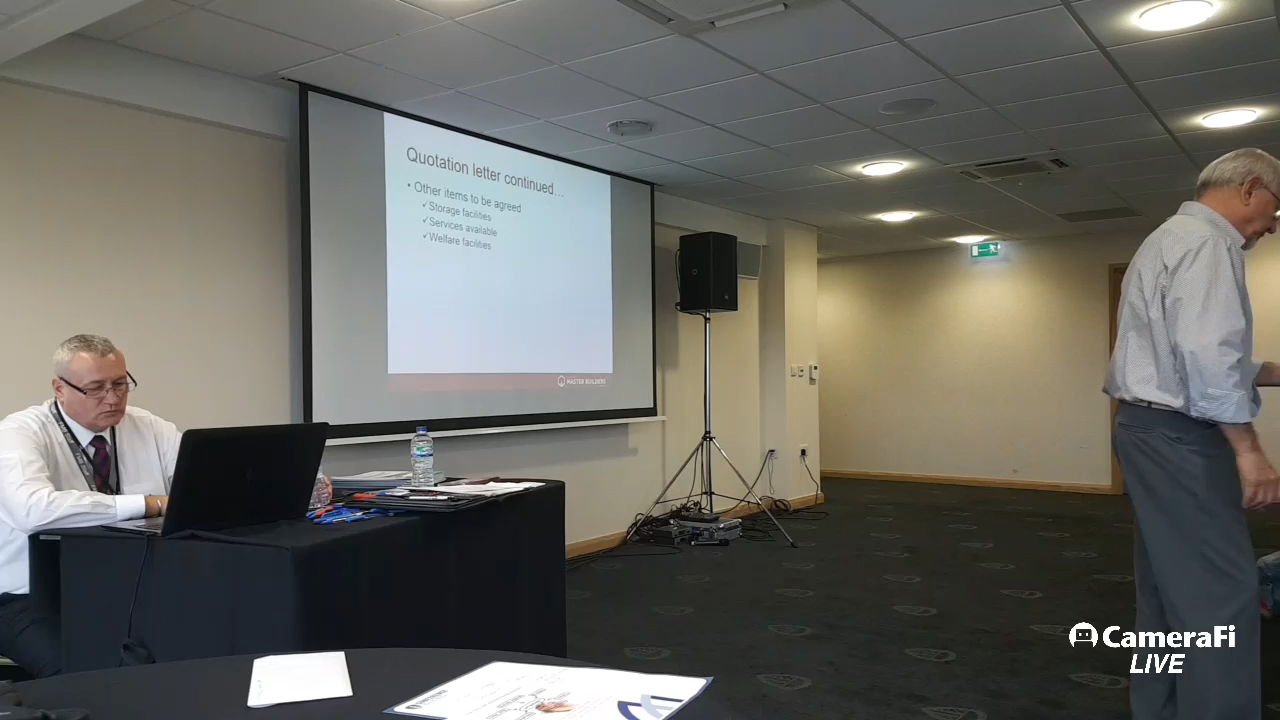 Quotation letter continued...
• Other items to be agreed
✓Storage facilities
✓Services available
✓Welfare facilities
MASTER BUILDERS
CameraFi
LIVE